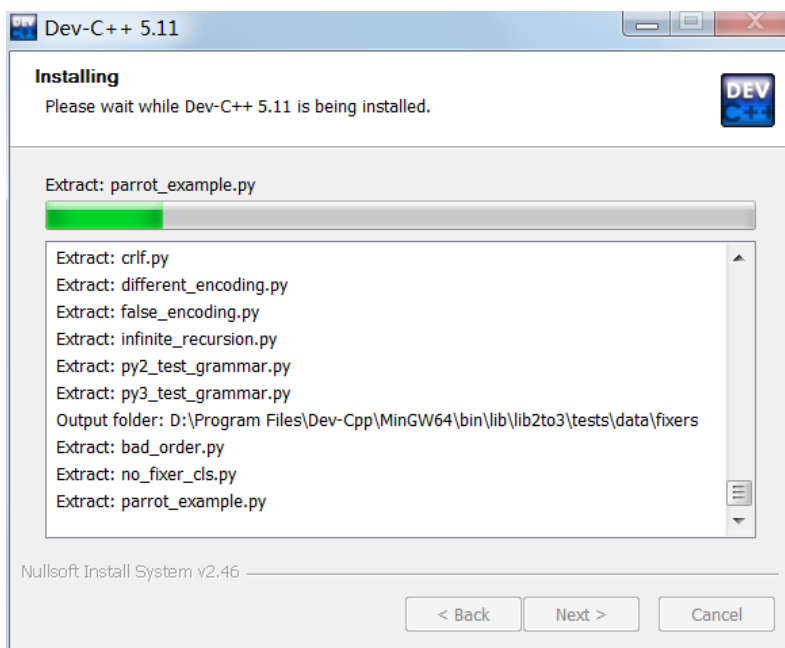 DEV
C++
Dev-C++ 5.11
Installing
Please wait while Dev-C++ 5.11 is being installed.
DEV
C++
Extract: parrot_example.py
Extract: crlf.py
Extract: different_encoding.py
Extract: false_encoding.py
Extract: infinite_recursion.py
Extract: py2_test_grammar.py
Extract: py3_test_grammar.py
Output folder: D:\Program Files\Dev-Cpp\MinGW64\bin\lib\lib2to3\tests\data\fixers
Extract: bad_order.py
Extract: no_fixer_cls.py
Extract: parrot_example.py
Nullsoft Install System v2.46
< Back
Next >
Cancel